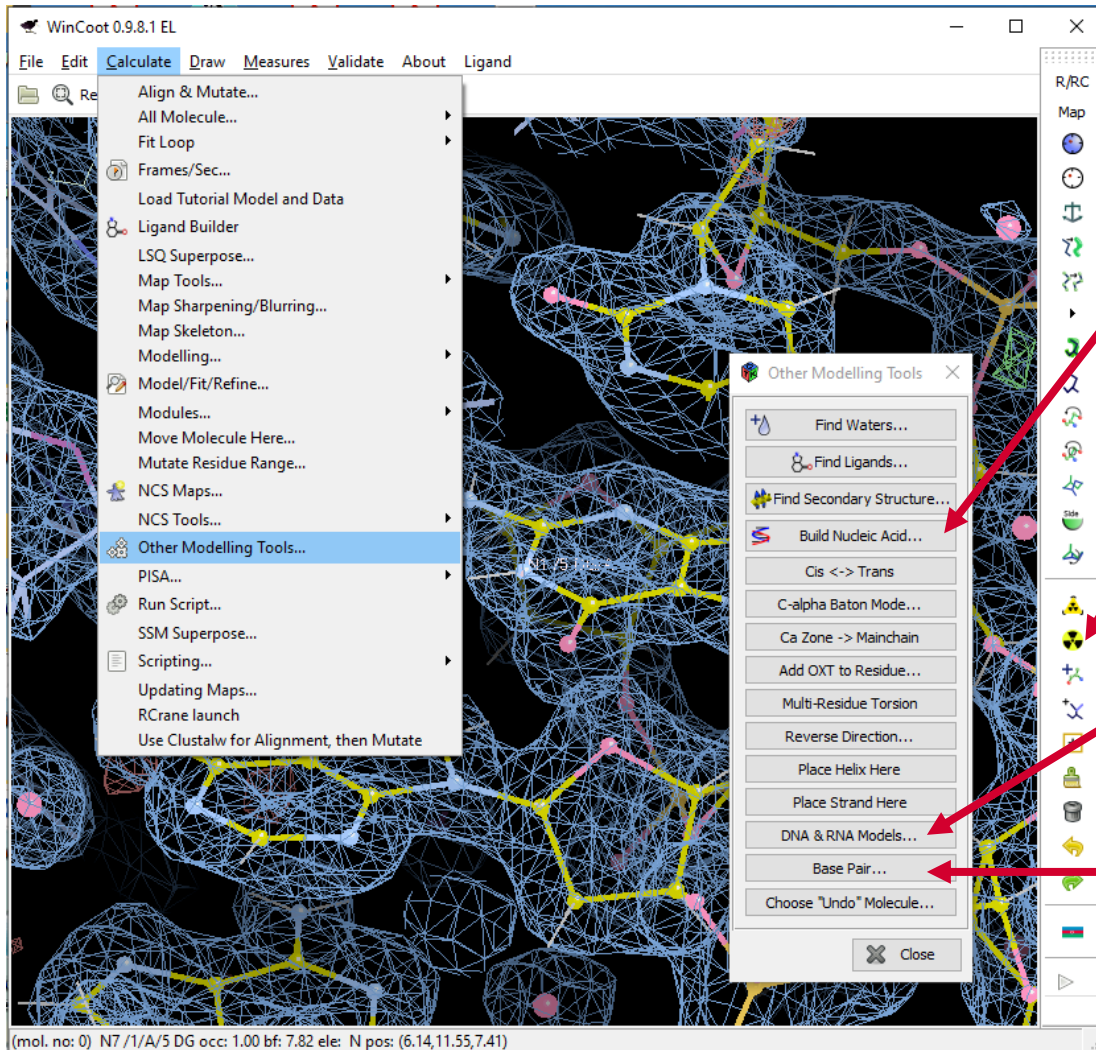 WinCoot 0.9.8.1 EL
File Edit Calculate Draw Measures Validate About Ligand
Re
Align & Mutate...
All Molecule...
Fit Loop
Frames/Sec...
Load Tutorial Model and Data
Ligand Builder
LSQ Superpose...
Map Tools...
Map Sharpening/Blurring...
Map Skeleton...
Modelling...
Model/Fit/Refine...
Modules...
Move Molecule Here...
Mutate Residue Range...
NCS Maps...
NCS Tools...
Other Modelling Tools...
PISA...
Run Script...
SSM Superpose...
Scripting...
Updating Maps...
RCrane launch
Use Clustalw for Alignment, then Mutate
Other Modelling Tools
Find Waters...
Find Ligands...
Find Secondary Structure...
Build Nucleic Acid...
Cis <-> Trans
C-alpha Baton Mode...
Ca Zone -> Mainchain
Add OXT to Residue...
Multi-Residue Torsion
Reverse Direction...
Place Helix Here
Place Strand Here
DNA & RNA Models...
Base Pair...
Choose "Undo" Molecule...
Close
R/RC
Map
Side
(mol. no: 0) N7 /1/A/5 DG occ: 1.00 bf: 7.82 ele: N pos: (6.14,11.55,7.41)